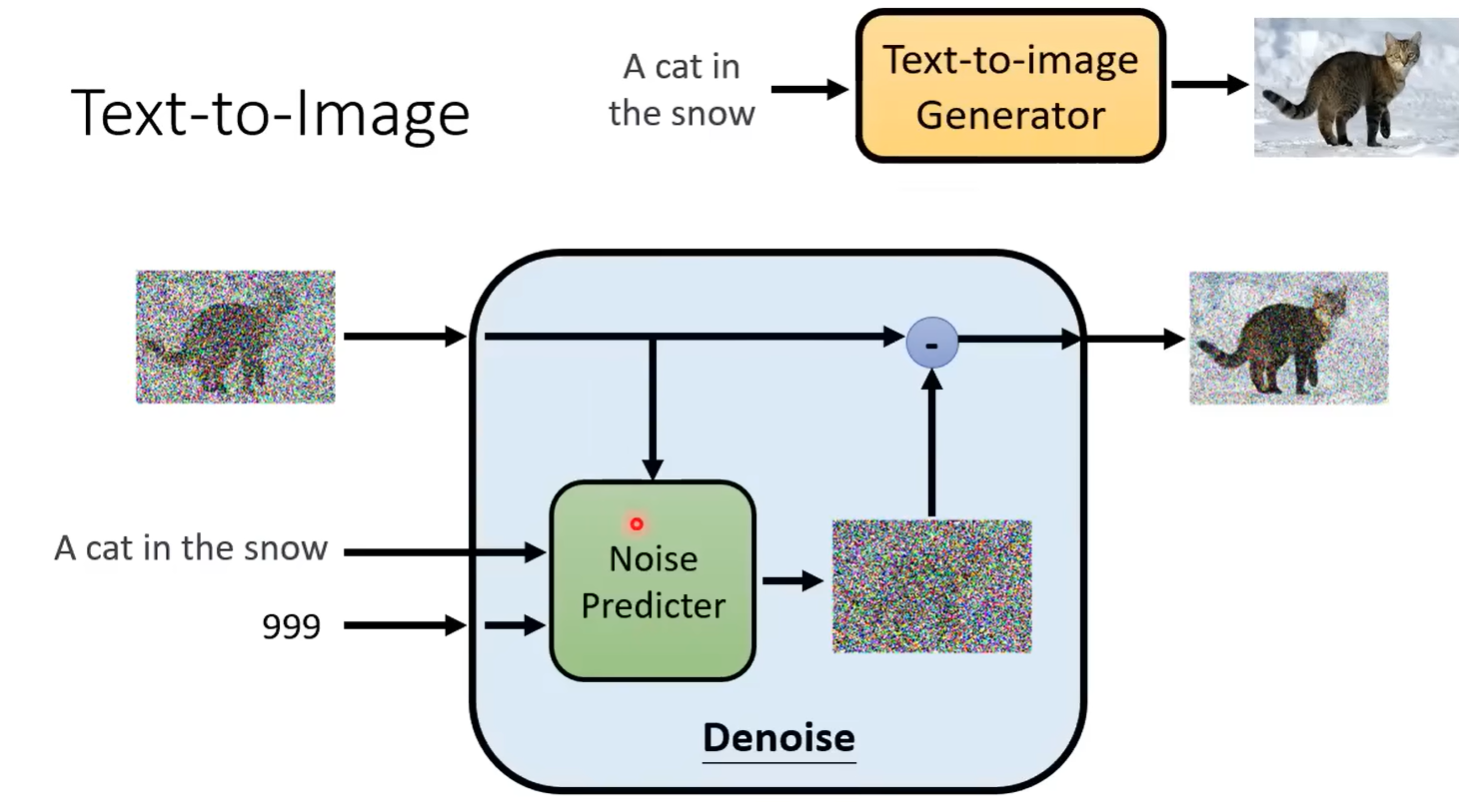 Text-to-Image
A cat in
the snow
Text-to-image
Generator
-
A cat in the snow
999
Noise
Predicter
Denoise